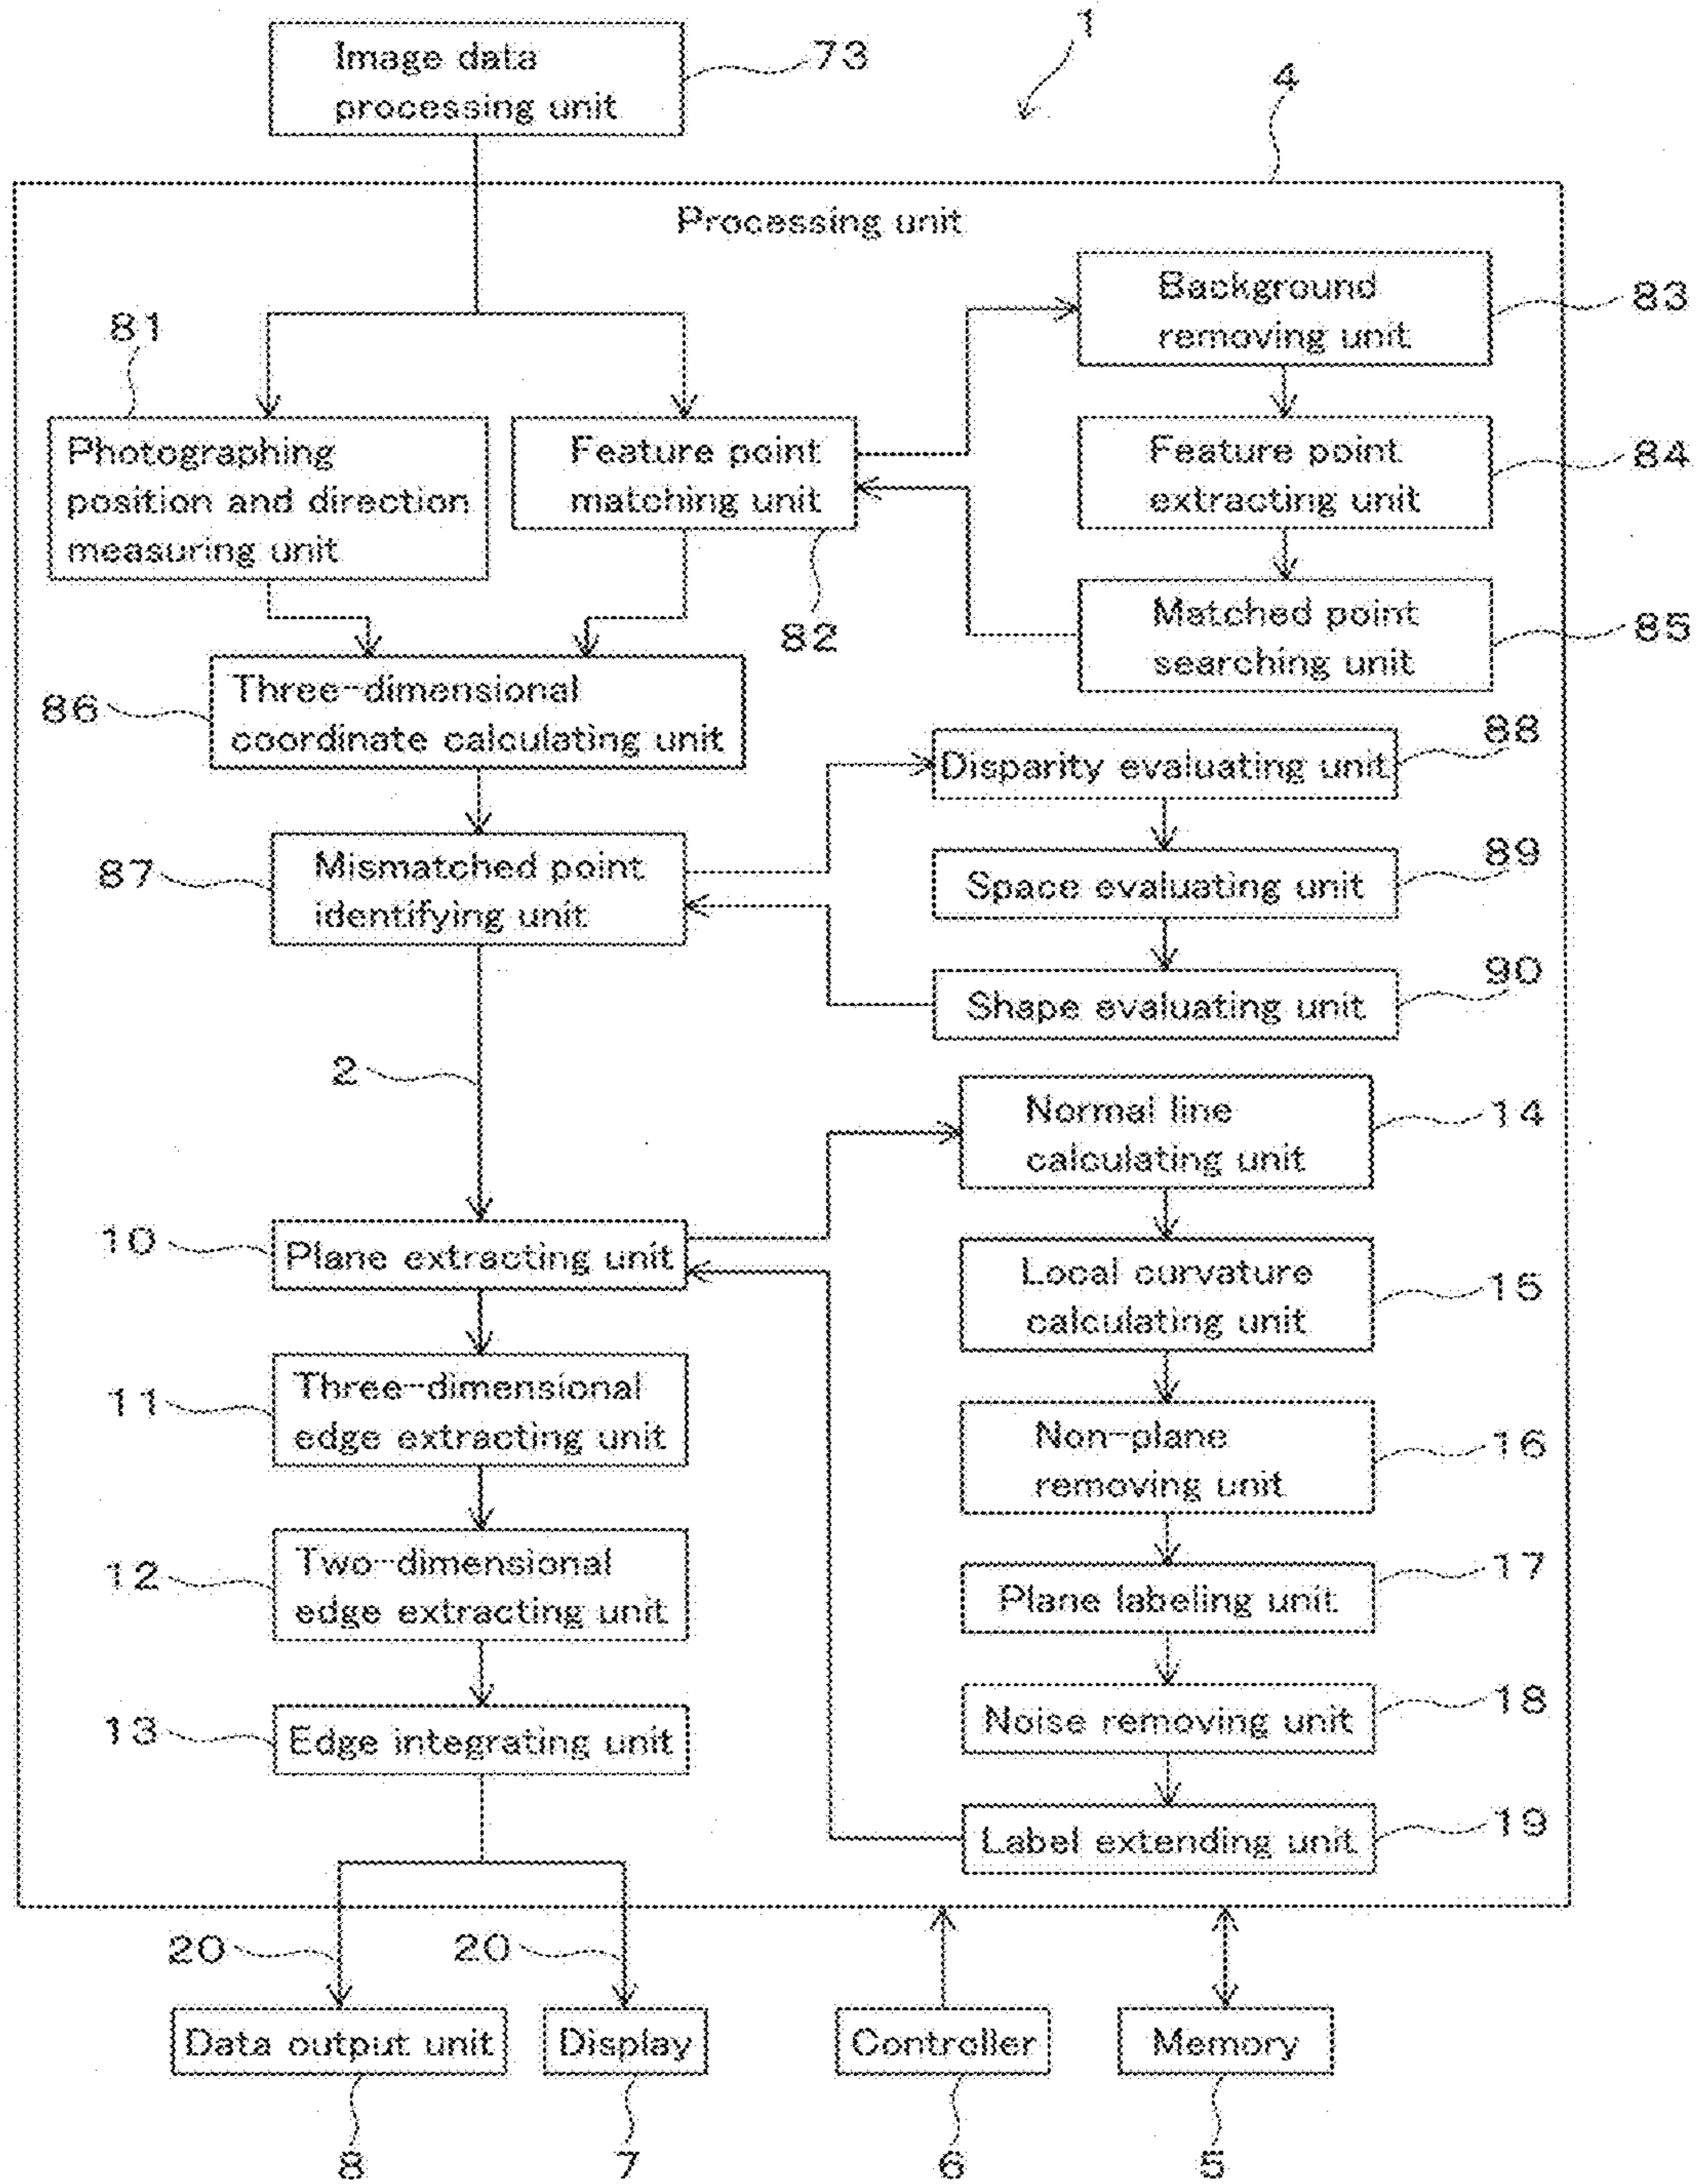 1
Image data
processing unit
73
4
Processing unit
Background
removing unit
83
81
Photographing
position and direction
measuring unit
Feature point
matching unit
82
Feature point
extracting unit
84
Matched point
searching unit
85
86
Three-dimensional
coordinate calculating unit
88
Disparity evaluating unit
87
Mismatched point
identifying unit
89
Space evaluating unit
90
Shape evaluating unit
2
Normal line
calculating unit
14
10
Plane extracting unit
Local curvature
calculating unit
15
11
Three-dimensional
edge extracting unit
Non-plane
removing unit
16
12
Two-dimensional
edge extracting unit
17
Plane labeling unit
13
Edge integrating unit
18
Noise removing unit
19
Label extending unit
20
20
Data output unit
Display
Controller
Memory
8
7
6
5